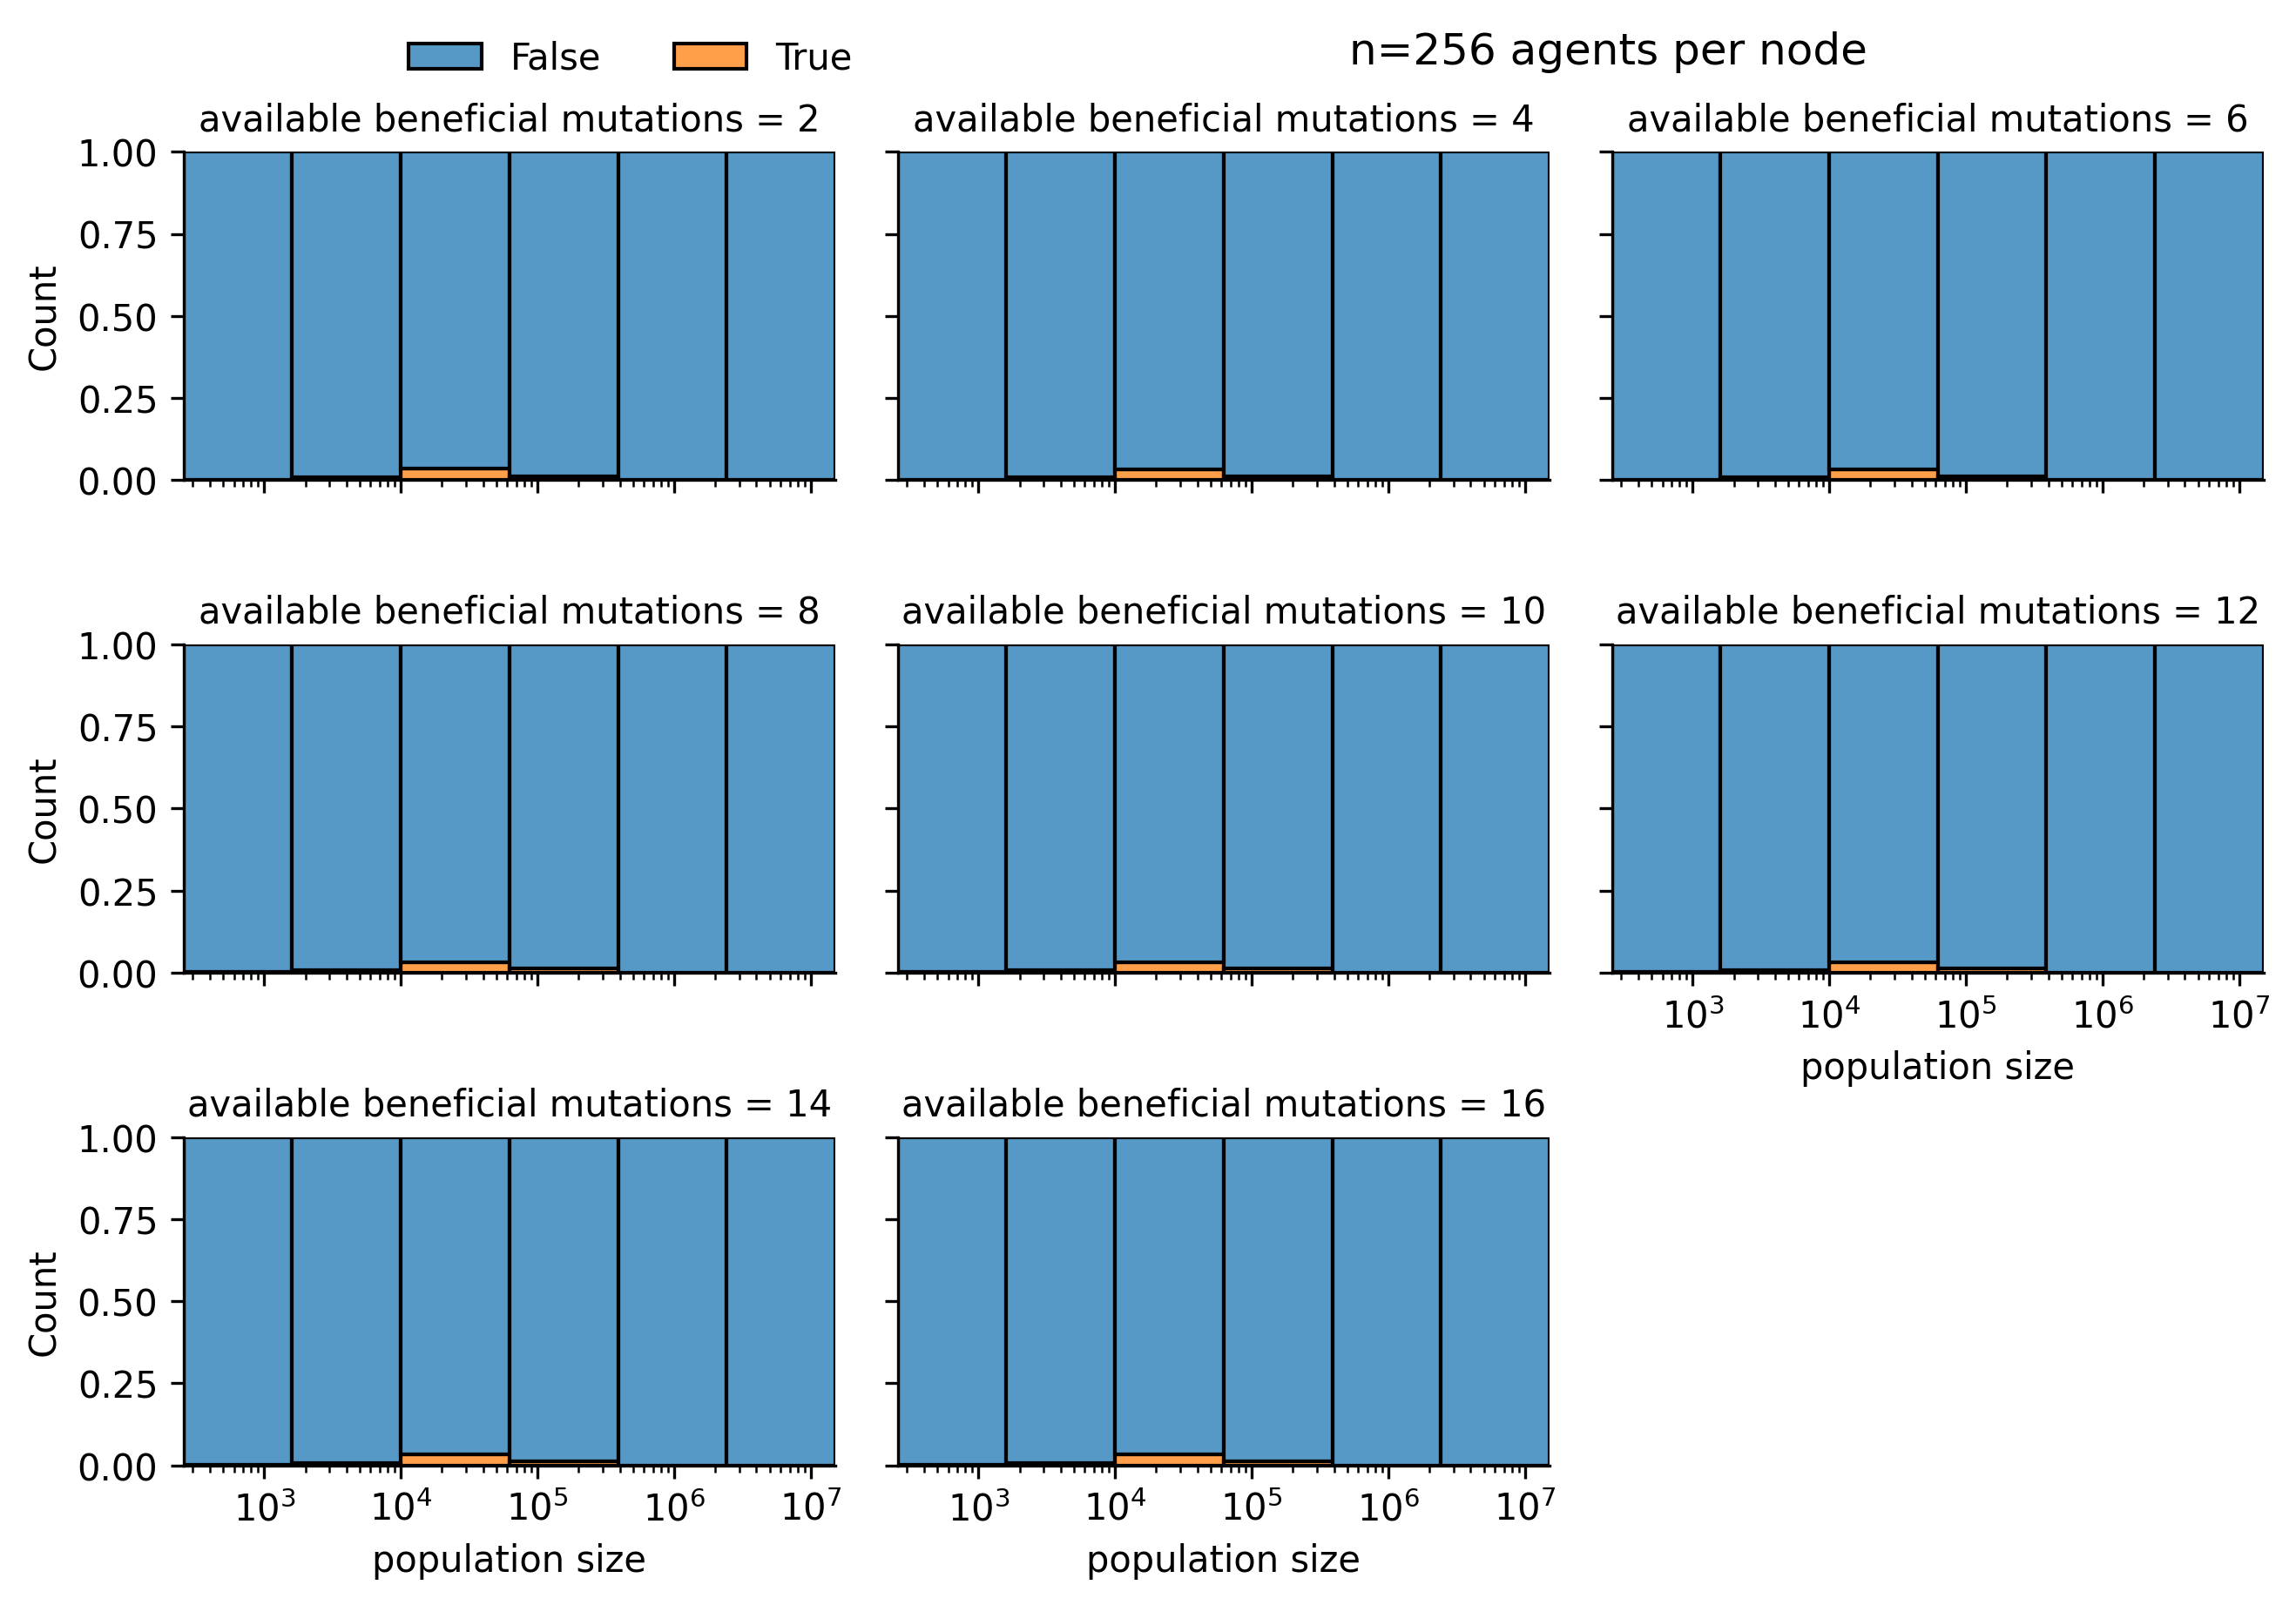 False True n=256 agents per node
available beneficial mutations = 2 available beneficial mutations = 4 available beneficial mutations = 6
1.00
0.75
0.50
0.25
0.00
Count
available beneficial mutations = 8 available beneficial mutations = 10 available beneficial mutations = 12
1.00
0.75
0.50
0.25
0.00
Count
10³ 10⁴ 10⁵ 10⁶ 10⁷
population size
available beneficial mutations = 14 available beneficial mutations = 16
1.00
0.75
0.50
0.25
0.00
Count
10³ 10⁴ 10⁵ 10⁶ 10⁷ 10³ 10⁴ 10⁵ 10⁶ 10⁷
population size population size